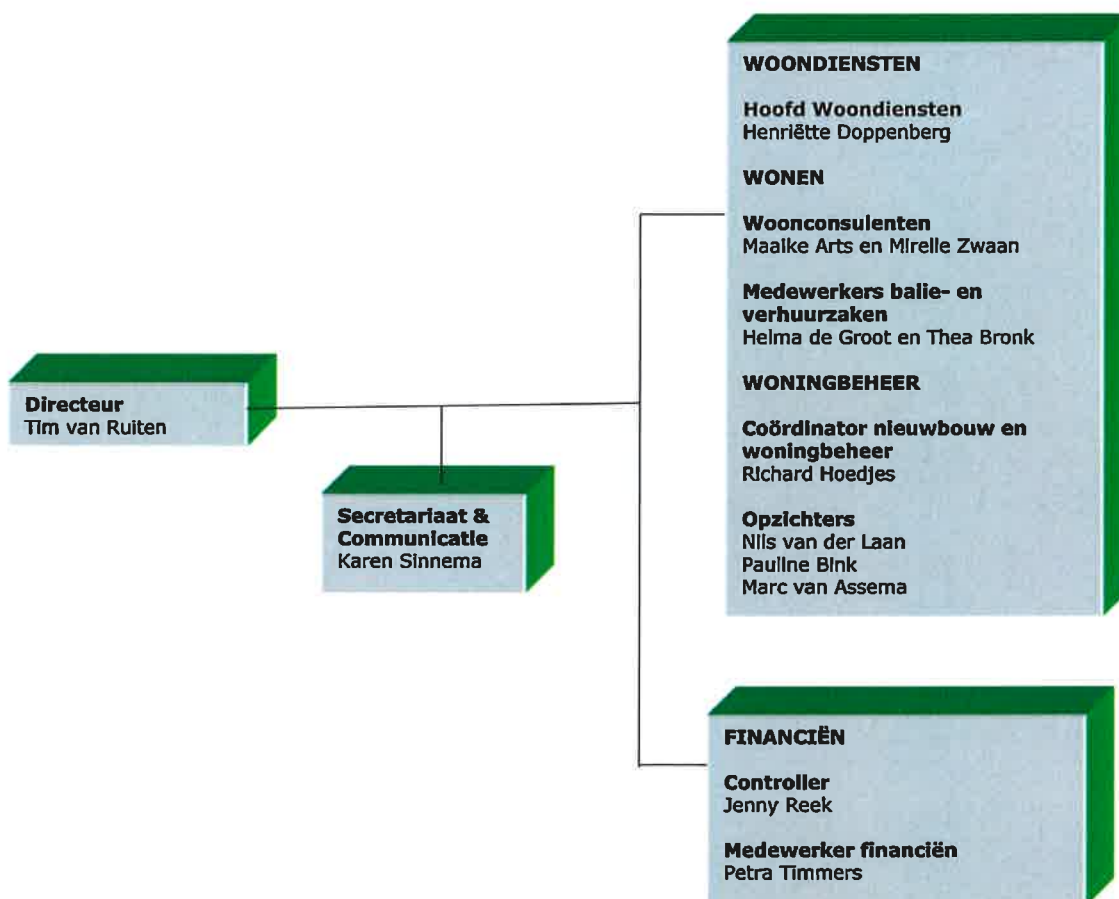 Directeur
Tim van Ruiten
Secretariaat &
Communicatie
Karen Sinnema
WOONDIENSTEN
Hoofd Woondiensten
Henriëtte Doppenberg
WONEN
Woonconsulenten
Maaike Arts en Mirelle Zwaan
Medewerkers balie- en
verhuurzaken
Helma de Groot en Thea Bronk
WONINGBEHEER
Coördinator nieuwbouw en
woningbeheer
Richard Hoedjes
Opzichters
Nils van der Laan
Pauline Bink
Marc van Assema
FINANCIËN
Controller
Jenny Reek
Medewerker financiën
Petra Timmers